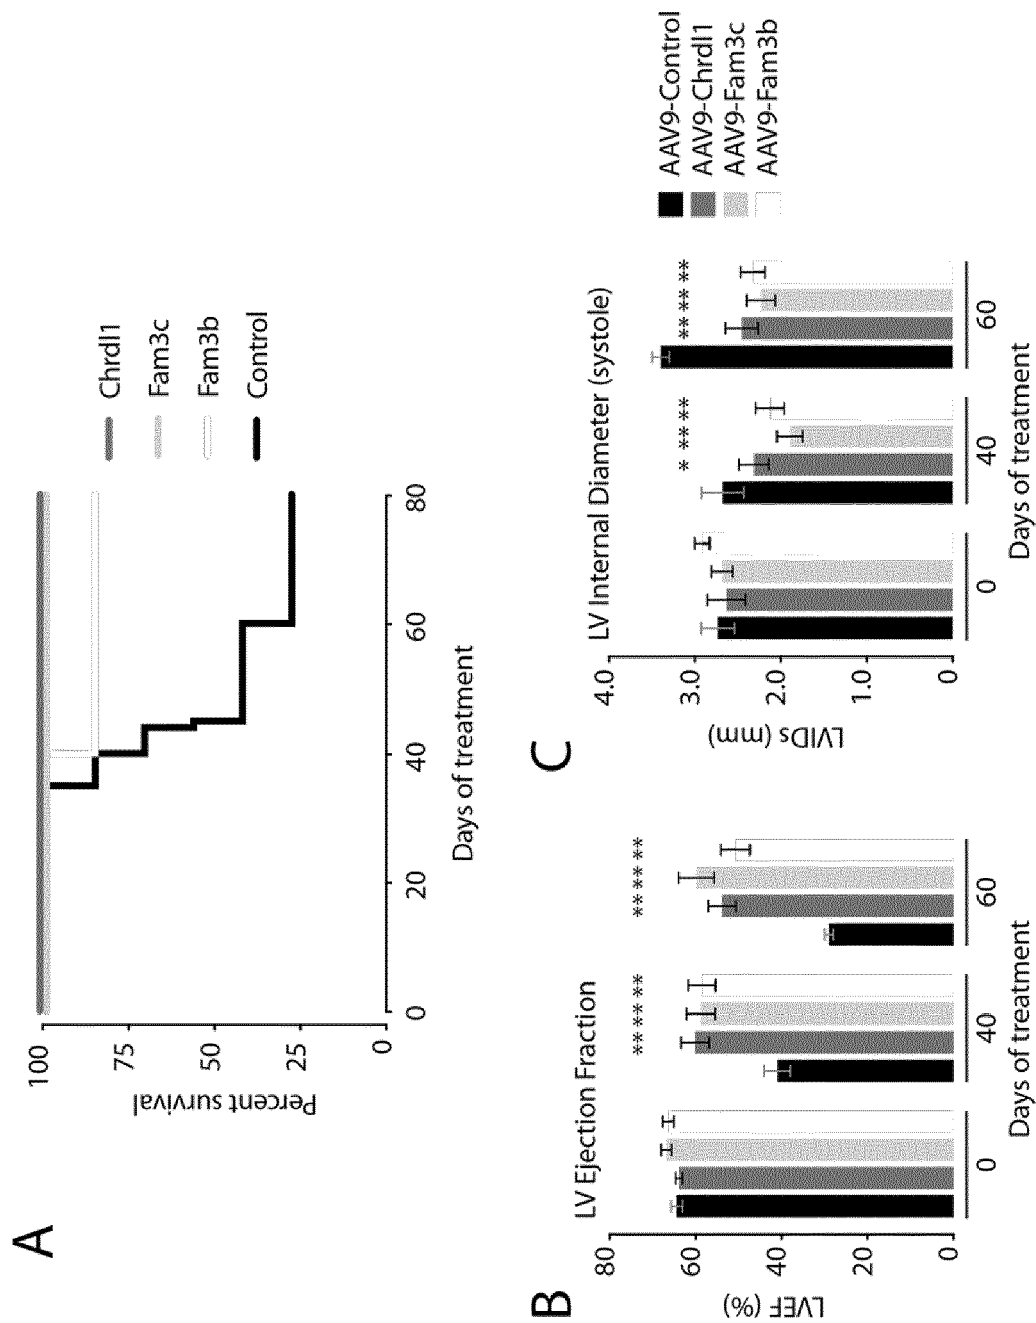 A
Percent survival
100
75
50
25
0
0 20 40 60 80
Days of treatment
Chrdl1
Fam3c
Fam3b
Control
B
LV Ejection Fraction
LVEF (%)
80
60
40
20
0
** ** **
** ** **
0 40 60
Days of treatment
C
LV Internal Diameter (systole)
LVIDs (mm)
4.0
3.0
2.0
1.0
0
* ** **
** ** **
0 40 60
Days of treatment
AAV9-Control
AAV9-Chrdl1
AAV9-Fam3c
AAV9-Fam3b